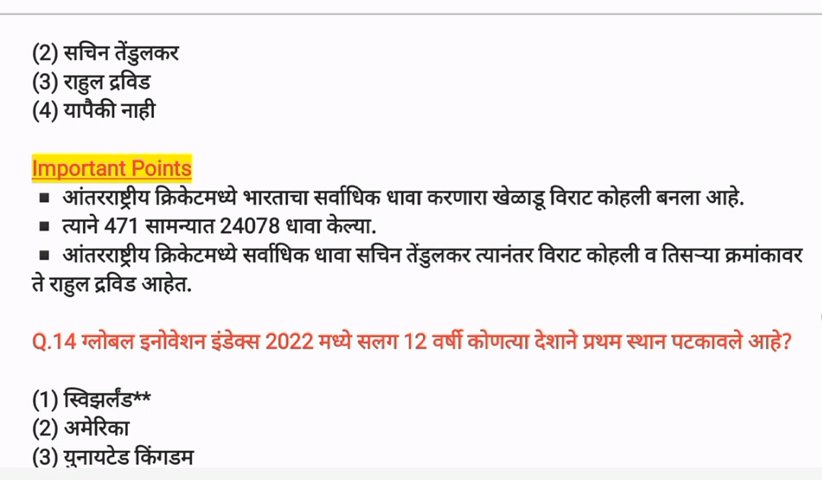 (2) सचिन तेंडुलकर
(3) राहुल द्रविड
(4) यापैकी नाही
Important Points
▪ आंतरराष्ट्रीय क्रिकेटमध्ये भारताचा सर्वाधिक धावा करणारा खेळाडू विराट कोहली बनला आहे.
▪ त्याने 471 सामन्यात 24078 धावा केल्या.
▪ आंतरराष्ट्रीय क्रिकेटमध्ये सर्वाधिक धावा सचिन तेंडुलकर त्यानंतर विराट कोहली व तिसऱ्या क्रमांकावर
ते राहुल द्रविड आहेत.
Q.14 ग्लोबल इनोवेशन इंडेक्स 2022 मध्ये सलग 12 वर्षी कोणत्या देशाने प्रथम स्थान पटकावले आहे?
(1) स्विझर्लंड**
(2) अमेरिका
(3) युनायटेड किंगडम